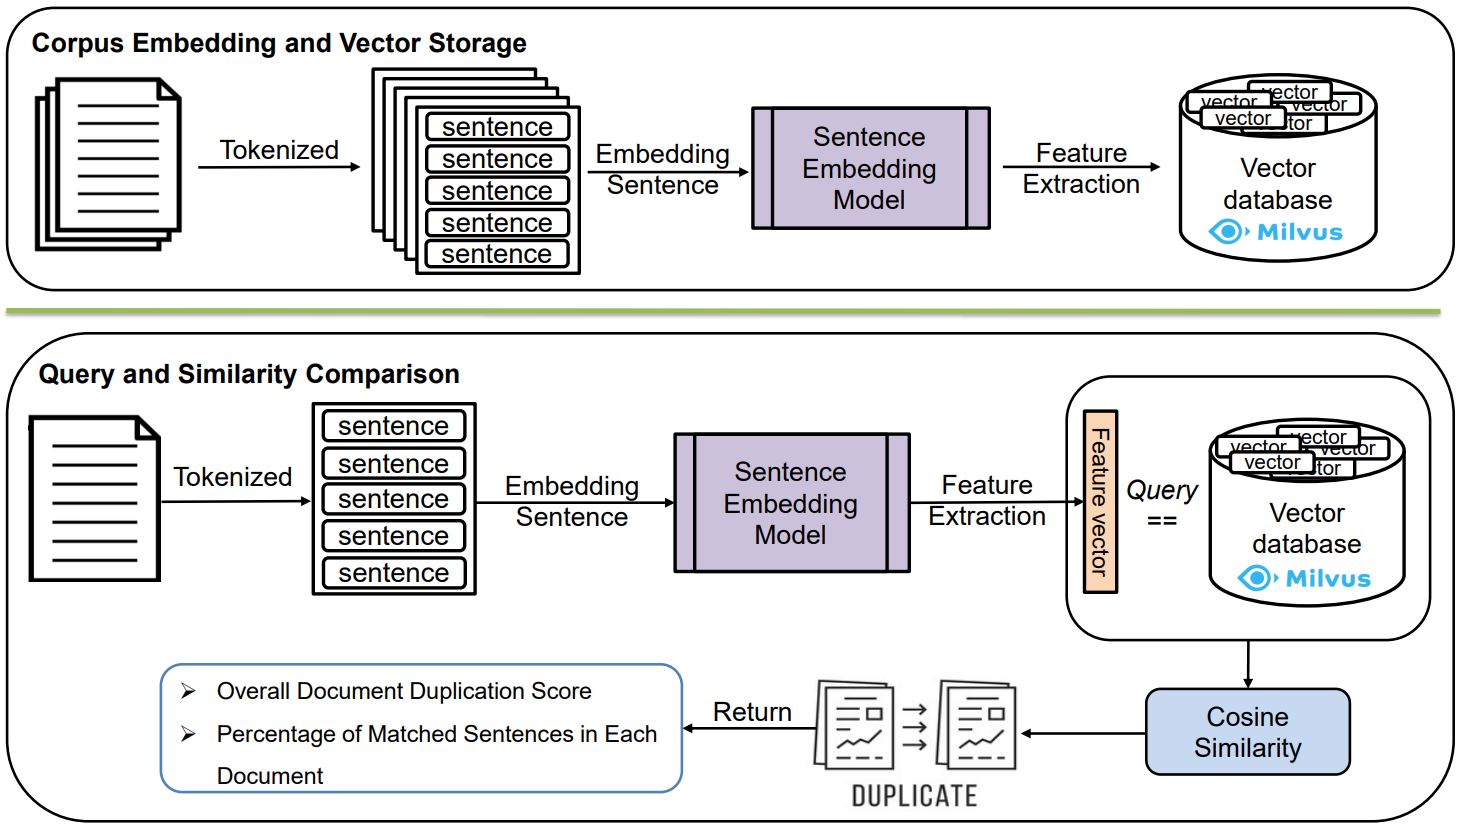 Corpus Embedding and Vector Storage
Tokenized
sentence
sentence
sentence
sentence
sentence
Embedding
Sentence
Sentence
Embedding
Model
Feature
Extraction
vector
vector
vector
vector
vector
Vector
database
Milvus
Query and Similarity Comparison
Tokenized
sentence
sentence
sentence
sentence
sentence
Embedding
Sentence
Sentence
Embedding
Model
Feature
Extraction
Feature vector
Query
==
vector
vector
vector
vector
vector
Vector
database
Milvus
Cosine
Similarity
DUPLICATE
Return
➢ Overall Document Duplication Score
➢ Percentage of Matched Sentences in Each
Document